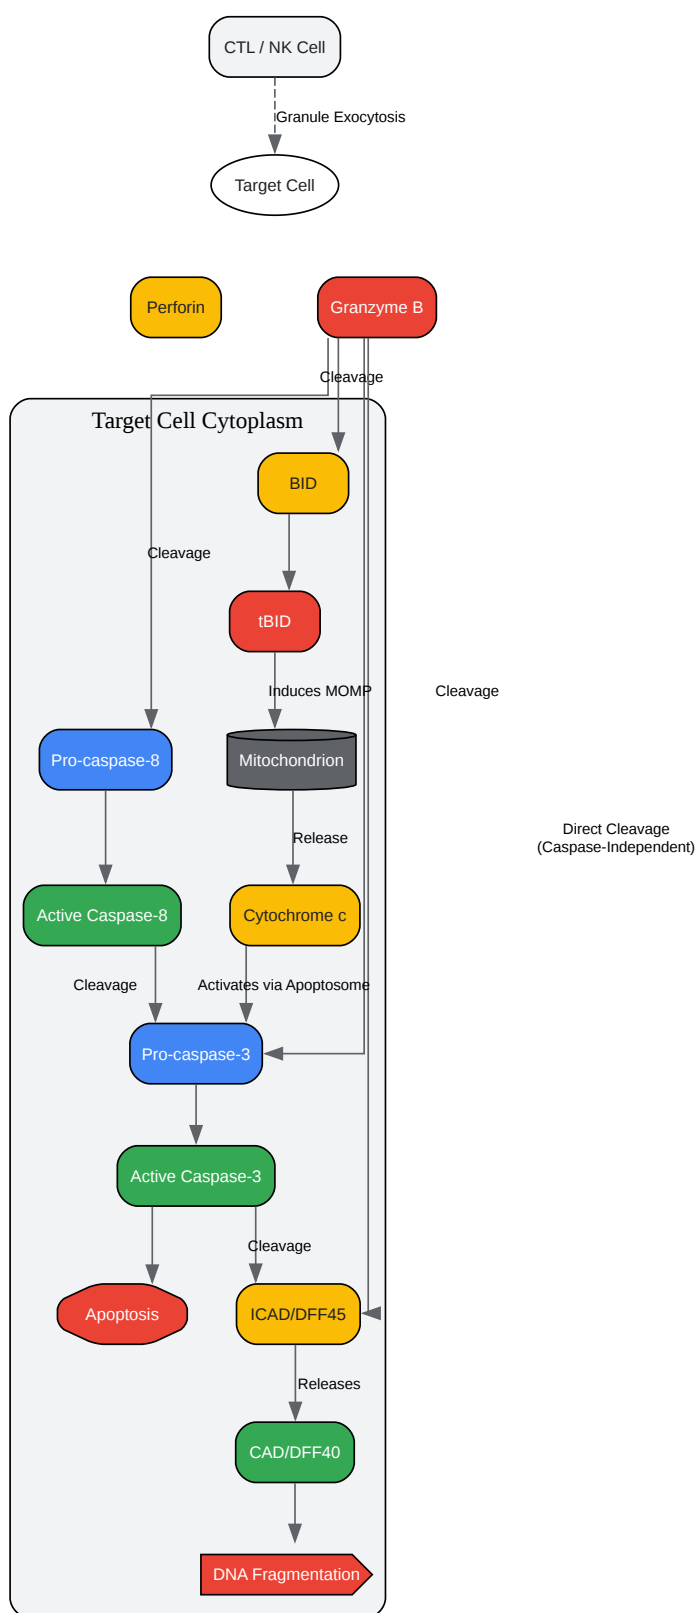 CTL / NK Cell
Granule Exocytosis
Target Cell
Perforin
Granzyme B
Cleavage
Target Cell Cytoplasm
BID
Cleavage
tBID
Induces MOMP
Cleavage
Pro-caspase-8
Mitochondrion
Release
Direct Cleavage
(Caspase-Independent)
Active Caspase-8
Cytochrome c
Cleavage
Activates via Apoptosome
Pro-caspase-3
Active Caspase-3
Cleavage
Apoptosis
ICAD/DFF45
Releases
CAD/DFF40
DNA Fragmentation